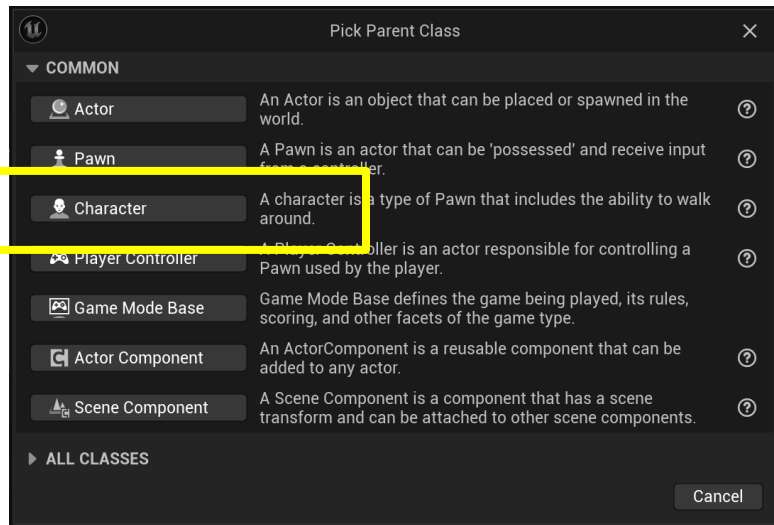 Pick Parent Class
COMMON
Actor
An Actor is an object that can be placed or spawned in the
world.
Pawn
A Pawn is an actor that can be 'possessed' and receive input
from a controller.
Character
A character is a type of Pawn that includes the ability to walk
around.
Player Controller
A Player Controller is an actor responsible for controlling a
Pawn used by the player.
Game Mode Base
Game Mode Base defines the game being played, its rules,
scoring, and other facets of the game type.
Actor Component
An ActorComponent is a reusable component that can be
added to any actor.
Scene Component
A Scene Component is a component that has a scene
transform and can be attached to other scene components.
ALL CLASSES
Cancel